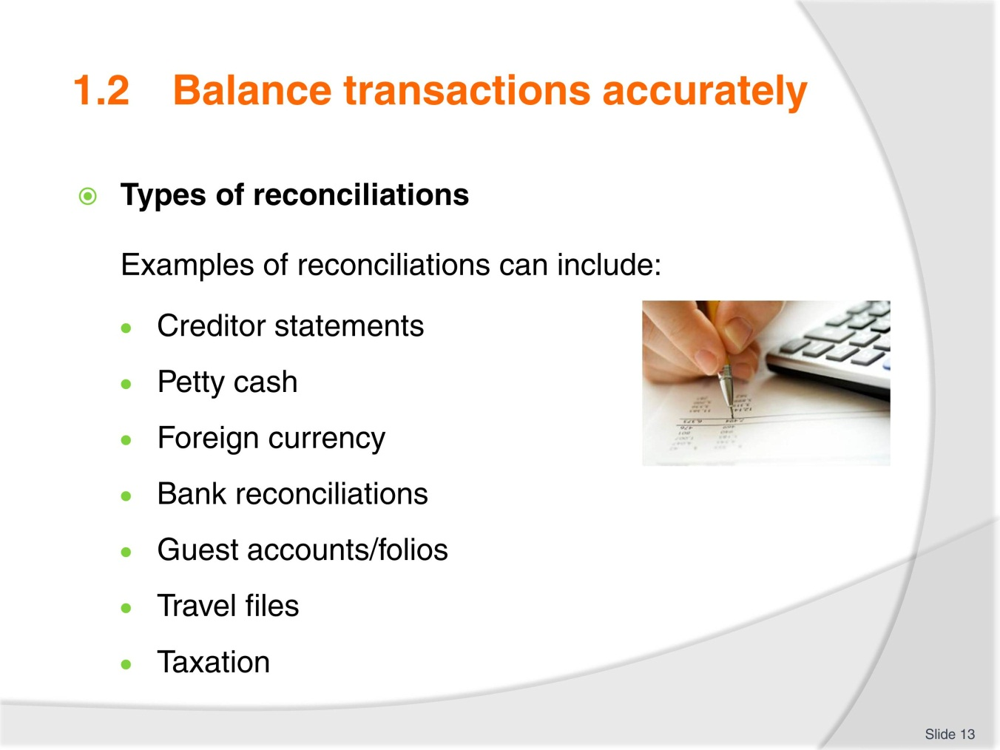 1.2 Balance transactions accurately
Types of reconciliations
Examples of reconciliations can include:
Creditor statements
Petty cash
Foreign currency
Bank reconciliations
Guest accounts/folios
Travel files
Taxation
Slide 13